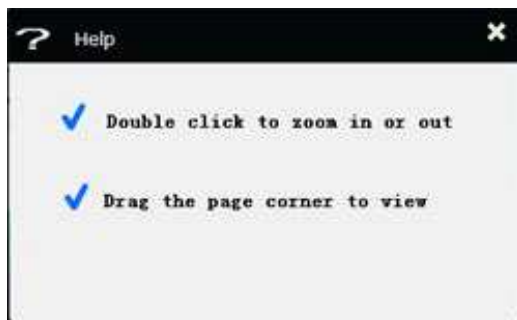 Help
Double click to zoom in or out
Drag the page corner to view